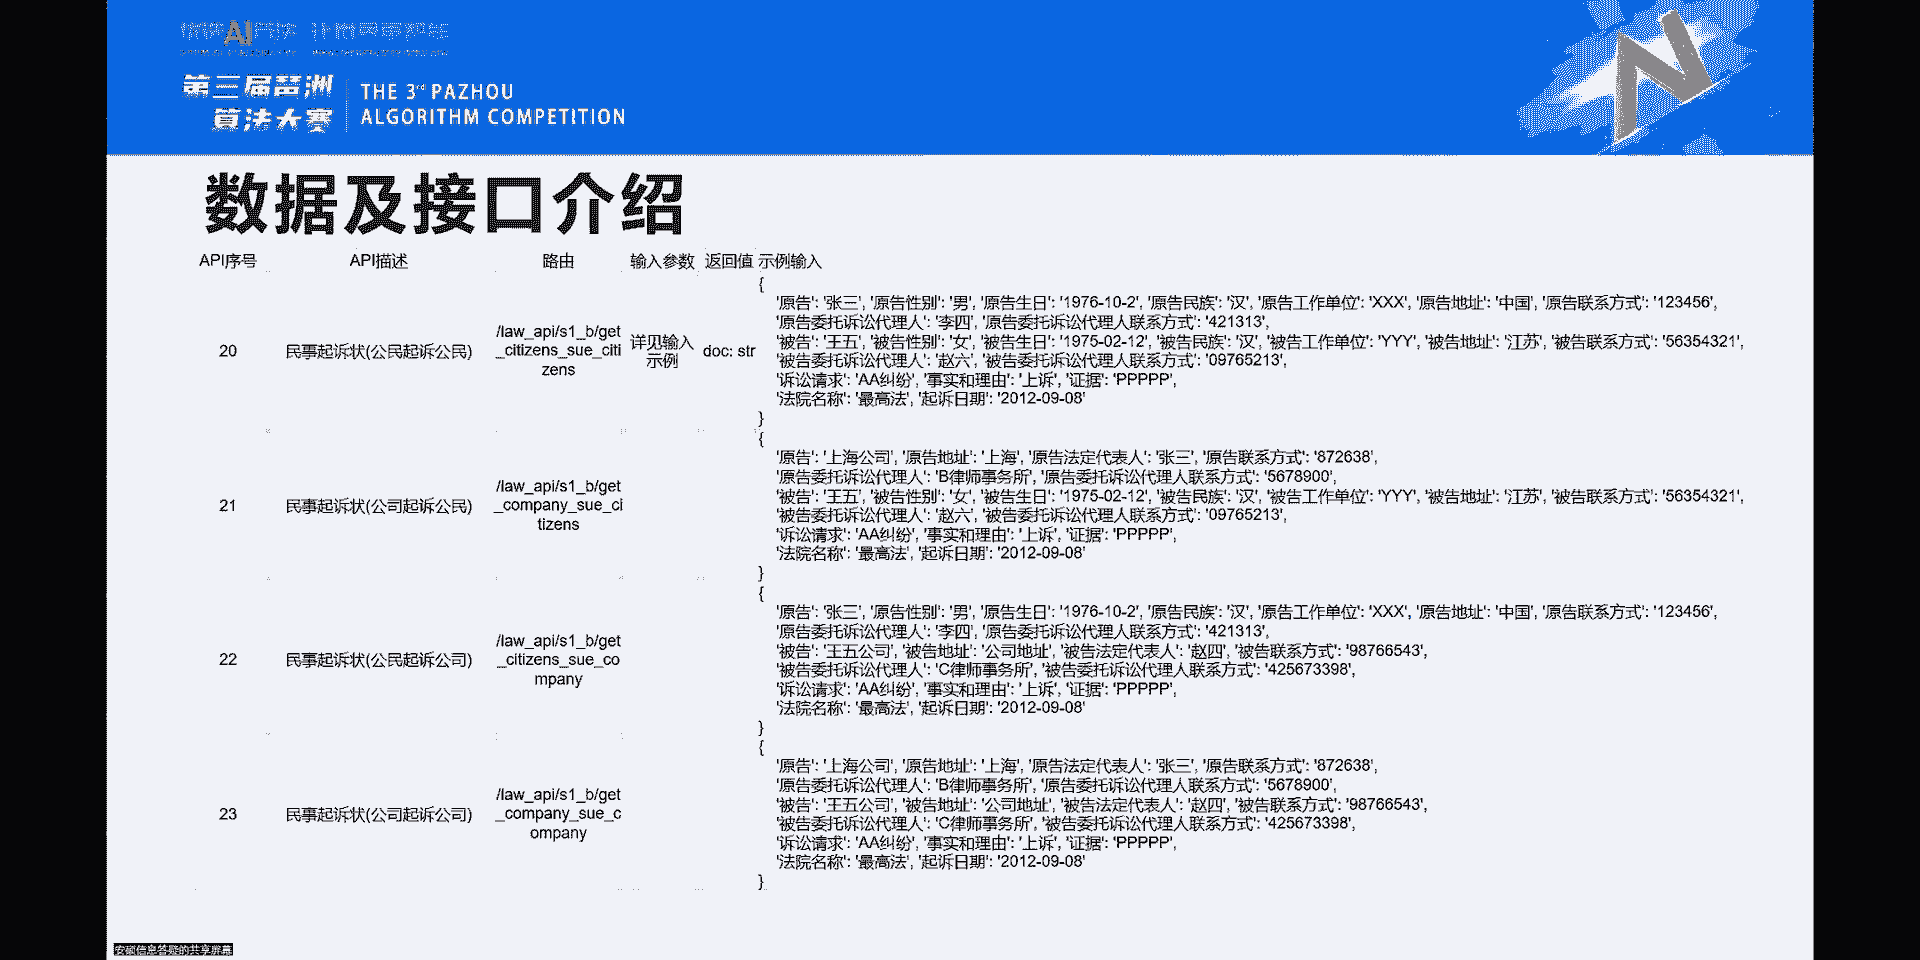 第三届琶洲
算法大赛
THE 3rd PAZHOU
ALGORITHM COMPETITION
数据及接口介绍
API序号 API描述 路由 输入参数 返回值 示例输入
20
民事起诉状(公民起诉公民)
/law_api/s1_b/get
_citizens_sue_citi
zens
详见输入
示例
doc: str
{
'原告': '张三', '原告性别': '男', '原告生日': '1976-10-2', '原告民族': '汉', '原告工作单位': 'XXX', '原告地址': '中国', '原告联系方式': '123456',
'原告委托诉讼代理人': '李四', '原告委托诉讼代理人联系方式': '421313',
'被告': '王五', '被告性别': '女', '被告生日': '1975-02-12', '被告民族': '汉', '被告工作单位': 'YYY', '被告地址': '江苏', '被告联系方式': '56354321',
'被告委托诉讼代理人': '赵六', '被告委托诉讼代理人联系方式': '09765213',
'诉讼请求': 'AA纠纷', '事实和理由': '上诉', '证据': 'PPPPP',
'法院名称': '最高法', '起诉日期': '2012-09-08'
}
21
民事起诉状(公司起诉公民)
/law_api/s1_b/get
_company_sue_ci
tizens
{
'原告': '上海公司', '原告地址': '上海', '原告法定代表人': '张三', '原告联系方式': '872638',
'原告委托诉讼代理人': 'B律师事务所', '原告委托诉讼代理人联系方式': '5678900',
'被告': '王五', '被告性别': '女', '被告生日': '1975-02-12', '被告民族': '汉', '被告工作单位': 'YYY', '被告地址': '江苏', '被告联系方式': '56354321',
'被告委托诉讼代理人': '赵六', '被告委托诉讼代理人联系方式': '09765213',
'诉讼请求': 'AA纠纷', '事实和理由': '上诉', '证据': 'PPPPP',
'法院名称': '最高法', '起诉日期': '2012-09-08'
}
22
民事起诉状(公民起诉公司)
/law_api/s1_b/get
_citizens_sue_co
mpany
{
'原告': '张三', '原告性别': '男', '原告生日': '1976-10-2', '原告民族': '汉', '原告工作单位': 'XXX', '原告地址': '中国', '原告联系方式': '123456',
'原告委托诉讼代理人': '李四', '原告委托诉讼代理人联系方式': '421313',
'被告': '王五公司', '被告地址': '公司地址', '被告法定代表人': '赵四', '被告联系方式': '98766543',
'被告委托诉讼代理人': 'C律师事务所', '被告委托诉讼代理人联系方式': '425673398',
'诉讼请求': 'AA纠纷', '事实和理由': '上诉', '证据': 'PPPPP',
'法院名称': '最高法', '起诉日期': '2012-09-08'
}
23
民事起诉状(公司起诉公司)
/law_api/s1_b/get
_company_sue_c
ompany
{
'原告': '上海公司', '原告地址': '上海', '原告法定代表人': '张三', '原告联系方式': '872638',
'原告委托诉讼代理人': 'B律师事务所', '原告委托诉讼代理人联系方式': '5678900',
'被告': '王五公司', '被告地址': '公司地址', '被告法定代表人': '赵四', '被告联系方式': '98766543',
'被告委托诉讼代理人': 'C律师事务所', '被告委托诉讼代理人联系方式': '425673398',
'诉讼请求': 'AA纠纷', '事实和理由': '上诉', '证据': 'PPPPP',
'法院名称': '最高法', '起诉日期': '2012-09-08'
}
安硕信息答疑的共享屏幕